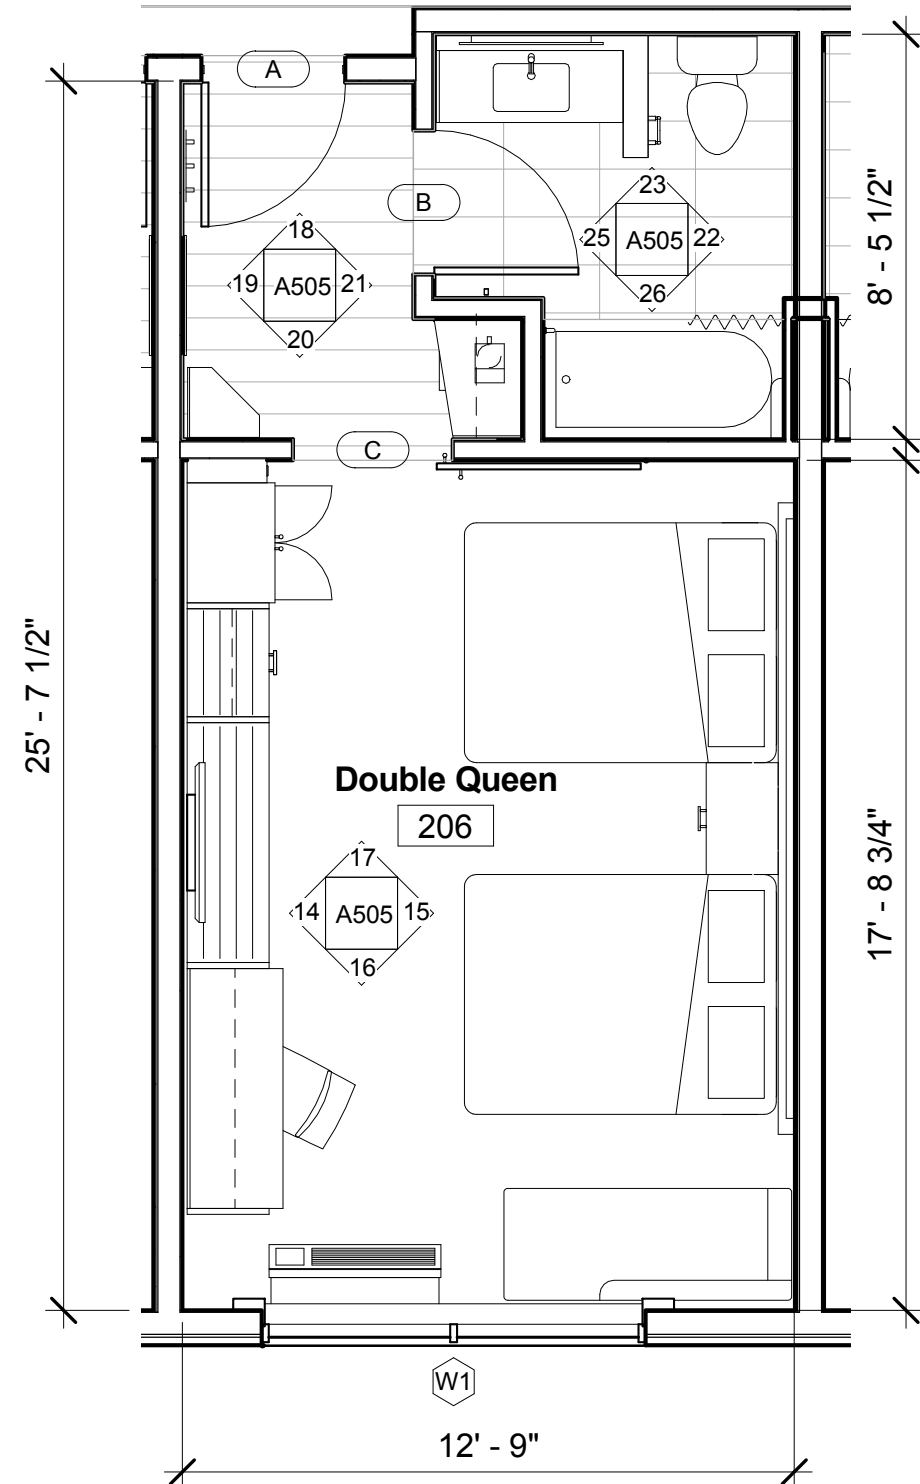 A
B
23
25
A505
22
26
18
19
A505
21
20
C
8' - 5 1/2"
25' - 7 1/2"
Double Queen
206
17
14
A505
15
16
17' - 8 3/4"
W1
12' - 9"